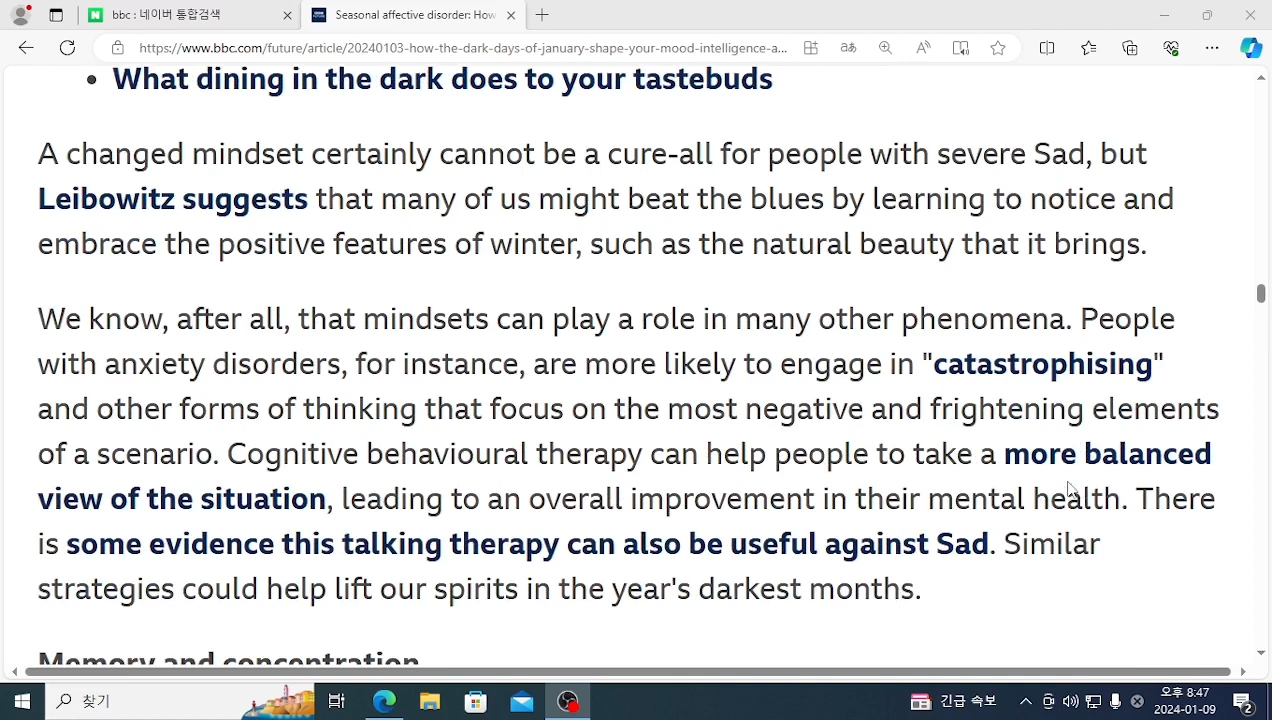 bbc : 네이버 통합검색
Seasonal affective disorder: How
https://www.bbc.com/future/article/20240103-how-the-dark-days-of-january-shape-your-mood-intelligence-a...
• What dining in the dark does to your tastebuds
A changed mindset certainly cannot be a cure-all for people with severe Sad, but
Leibowitz suggests that many of us might beat the blues by learning to notice and
embrace the positive features of winter, such as the natural beauty that it brings.
We know, after all, that mindsets can play a role in many other phenomena. People
with anxiety disorders, for instance, are more likely to engage in "catastrophising"
and other forms of thinking that focus on the most negative and frightening elements
of a scenario. Cognitive behavioural therapy can help people to take a more balanced
view of the situation, leading to an overall improvement in their mental health. There
is some evidence this talking therapy can also be useful against Sad. Similar
strategies could help lift our spirits in the year's darkest months.
Memory and concentration
찾기
긴급 속보
오후 8:47
2024-01-09
2